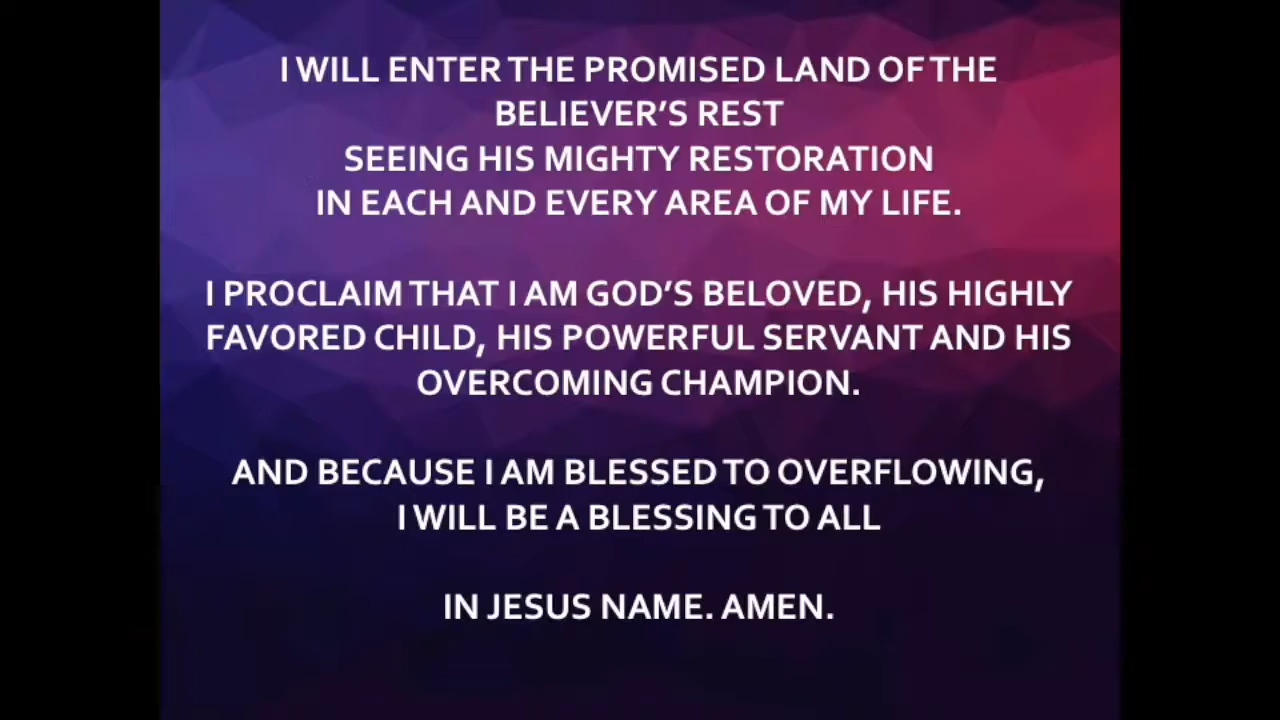 I WILL ENTER THE PROMISED LAND OF THE
BELIEVER’S REST
SEEING HIS MIGHTY RESTORATION
IN EACH AND EVERY AREA OF MY LIFE.
I PROCLAIM THAT I AM GOD’S BELOVED, HIS HIGHLY
FAVORED CHILD, HIS POWERFUL SERVANT AND HIS
OVERCOMING CHAMPION.
AND BECAUSE I AM BLESSED TO OVERFLOWING,
I WILL BE A BLESSING TO ALL
IN JESUS NAME. AMEN.